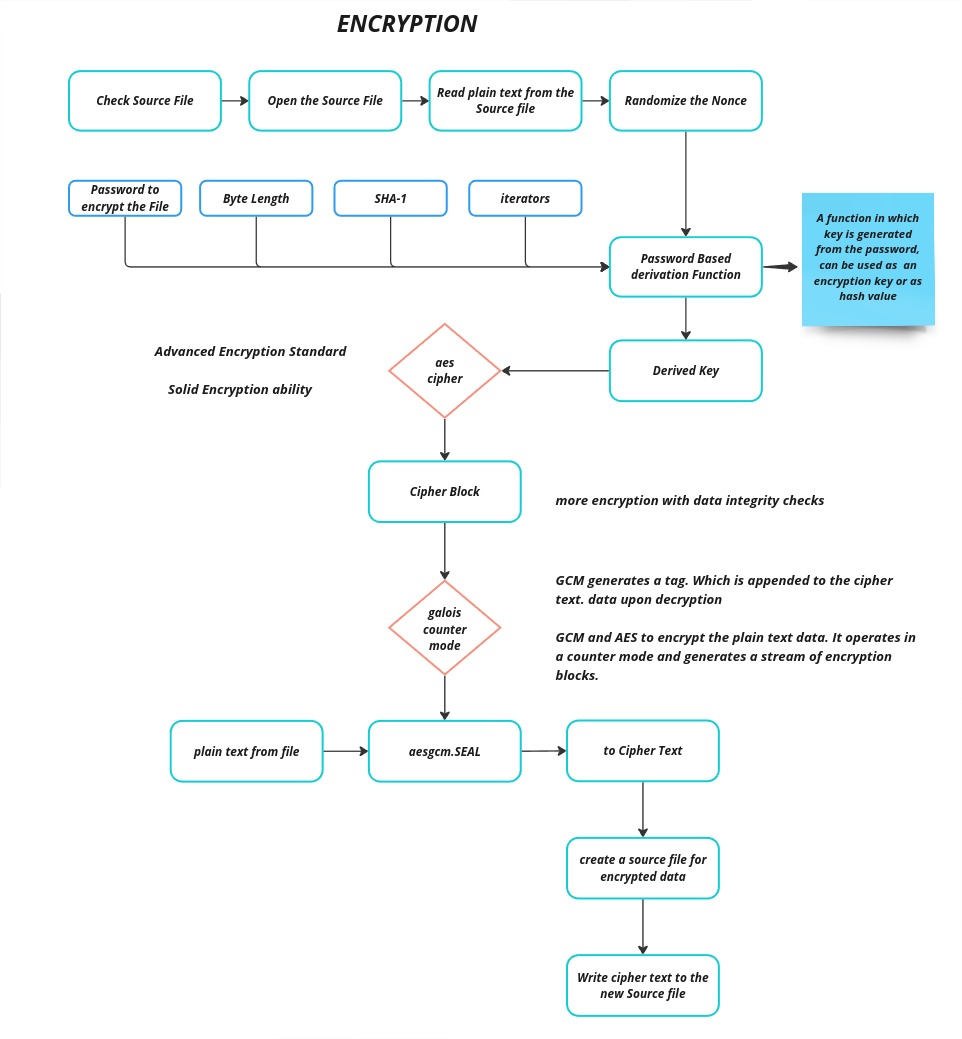 ENCRYPTION
Check Source File
Open the Source File
Read plain text from the
Source file
Randomize the Nonce
Password to
encrypt the File
Byte Length
SHA-1
iterators
A function in which
key is generated
from the password,
can be used as  an
encryption key or as
hash value
Password Based
derivation Function
Advanced Encryption Standard
Solid Encryption ability
aes
cipher
Derived Key
Cipher Block
more encryption with data integrity checks
galois
counter
mode
GCM generates a tag. Which is appended to the cipher
text. data upon decryption
GCM and AES to encrypt the plain text data. It operates in
a counter mode and generates a stream of encryption
blocks.
plain text from file
aesgcm.SEAL
to Cipher Text
create a source file for
encrypted data
Write cipher text to the
new Source file